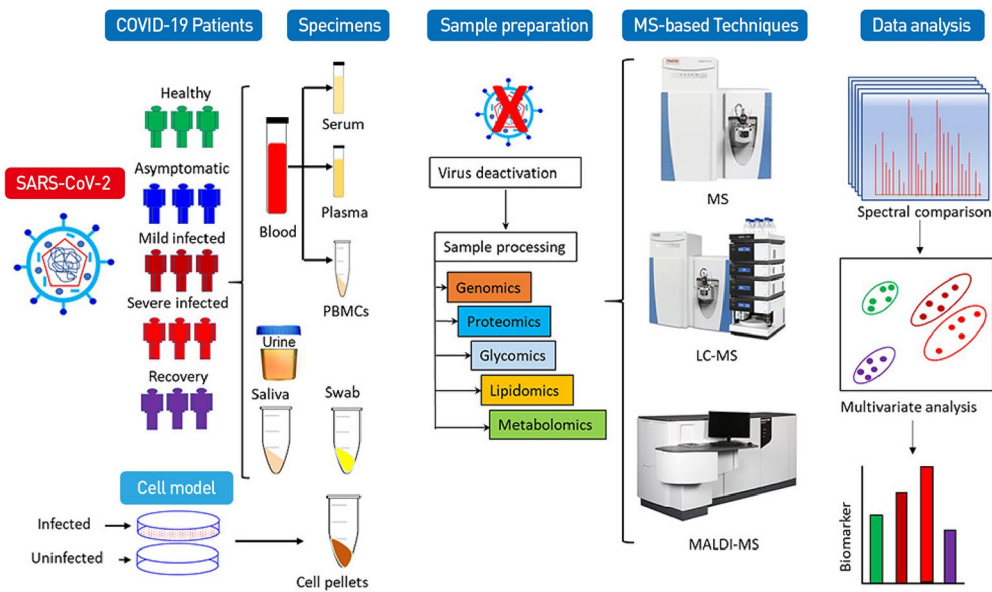 COVID-19 Patients
Specimens
Sample preparation
MS-based Techniques
Data analysis
SARS-CoV-2
Healthy
Asymptomatic
Mild infected
Severe infected
Recovery
Blood
Serum
Plasma
PBMCs
Urine
Saliva
Swab
Cell model
Infected
Uninfected
Cell pellets
Virus deactivation
Sample processing
Genomics
Proteomics
Glycomics
Lipidomics
Metabolomics
MS
LC-MS
MALDI-MS
Spectral comparison
Multivariate analysis
Biomarker